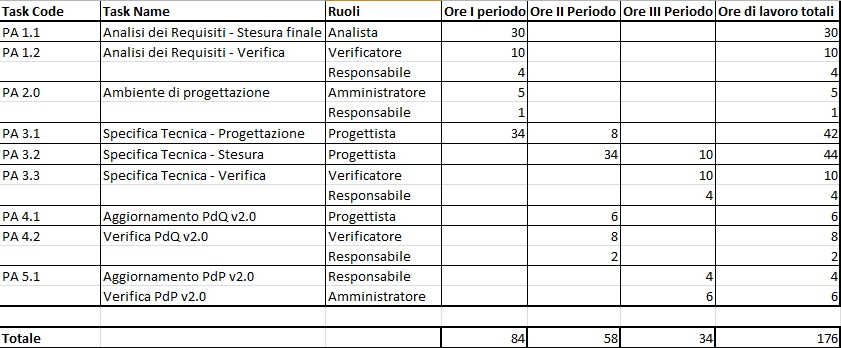 Task Code Task Name Ruoli Ore I periodo Ore II Periodo Ore III Periodo Ore di lavoro totali
PA 1.1 Analisi dei Requisiti - Stesura finale Analista 30 30
PA 1.2 Analisi dei Requisiti - Verifica Verificatore 10 10
Responsabile 4 4
PA 2.0 Ambiente di progettazione Amministratore 5 5
Responsabile 1 1
PA 3.1 Specifica Tecnica - Progettazione Progettista 34 8 42
PA 3.2 Specifica Tecnica - Stesura Progettista 34 10 44
PA 3.3 Specifica Tecnica - Verifica Verificatore 10 10
Responsabile 4 4
PA 4.1 Aggiornamento PdQ v2.0 Progettista 6 6
PA 4.2 Verifica PdQ v2.0 Verificatore 8 8
Responsabile 2 2
PA 5.1 Aggiornamento PdP v2.0 Responsabile 4 4
Verifica PdP v2.0 Amministratore 6 6
Totale 84 58 34 176